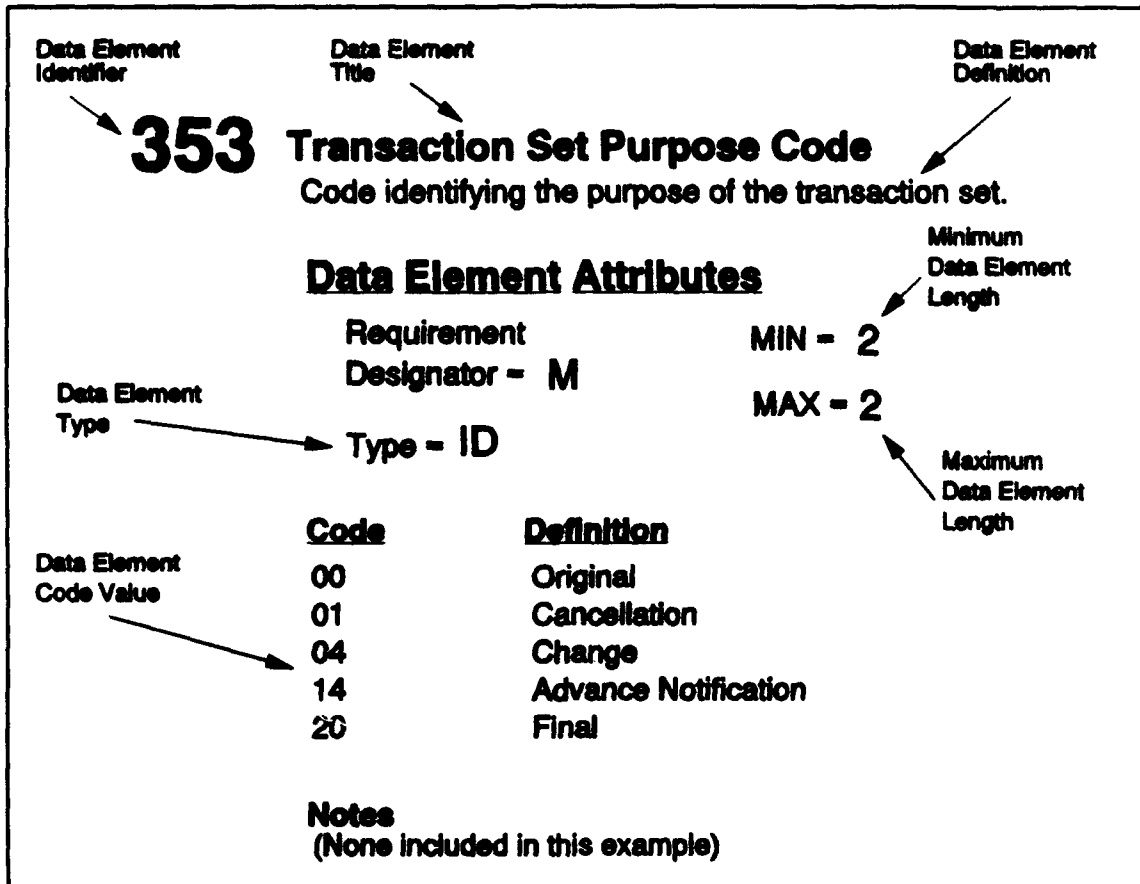 Data Element
Identifier
Data Element
Title
Data Element
Definition
353 Transaction Set Purpose Code
Code identifying the purpose of the transaction set.
Minimum
Data Element
Length
Data Element Attributes
Requirement
Designator = M
MIN = 2
Data Element
Type
MAX = 2
Type = ID
Maximum
Data Element
Length
Code Definition
Data Element
Code Value
00 Original
01 Cancellation
04 Change
14 Advance Notification
20 Final
Notes
(None included in this example)